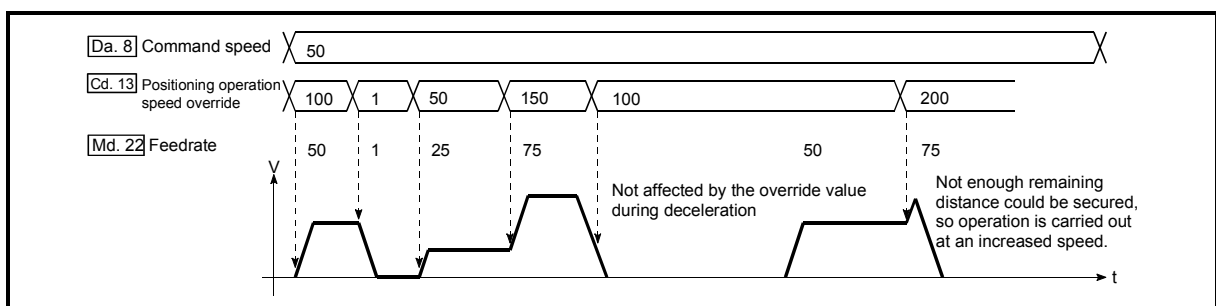 Da. 8 Command speed
50
Cd. 13 Positioning operation
speed override
100 1 50 150 100 200
Md. 22 Feedrate
50 1 25 75 50 75
V
Not affected by the override value
during deceleration
Not enough remaining
distance could be secured,
so operation is carried out
at an increased speed.
t